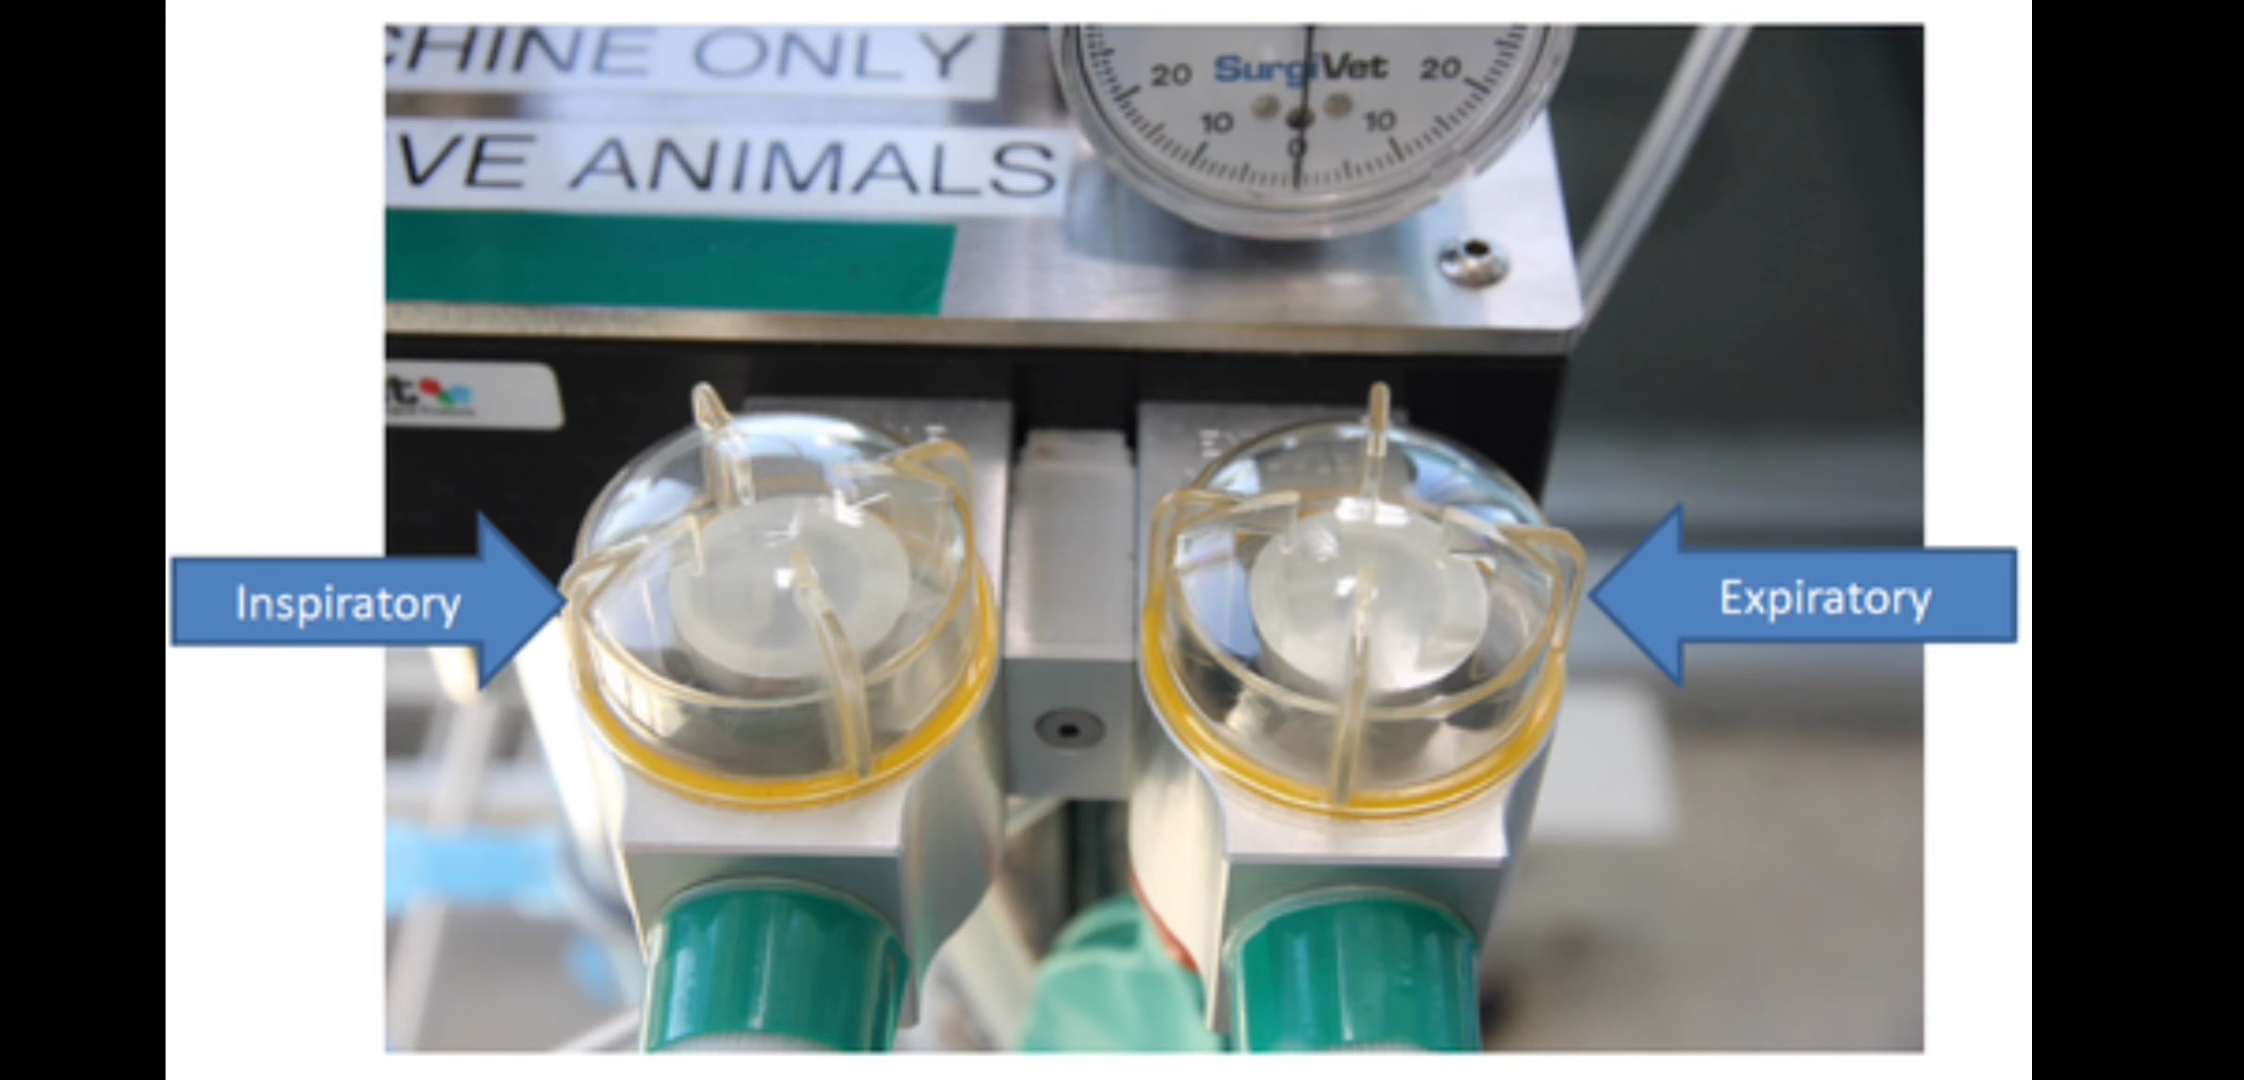 CHINE ONLY
VE ANIMALS
20 SurgiVet 20
10 10
0
t
Inspiratory
Expiratory